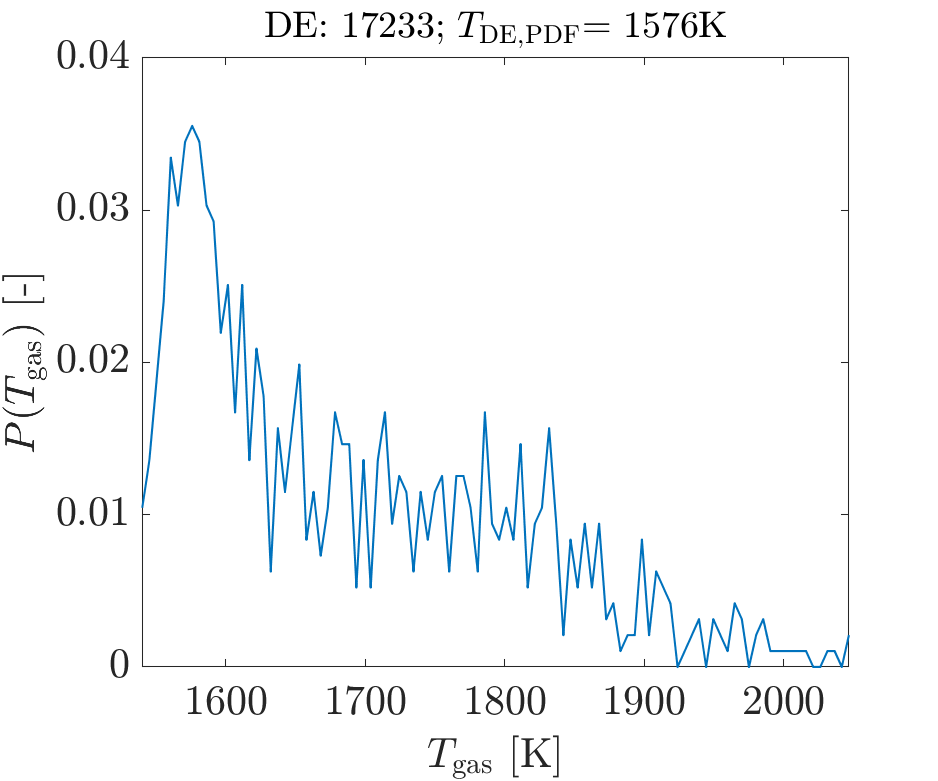 DE: 17233; T_DE,PDF= 1576K
0.04
0.03
0.02
0.01
0
P(T_gas) [-]
1600 1700 1800 1900 2000
T_gas [K]